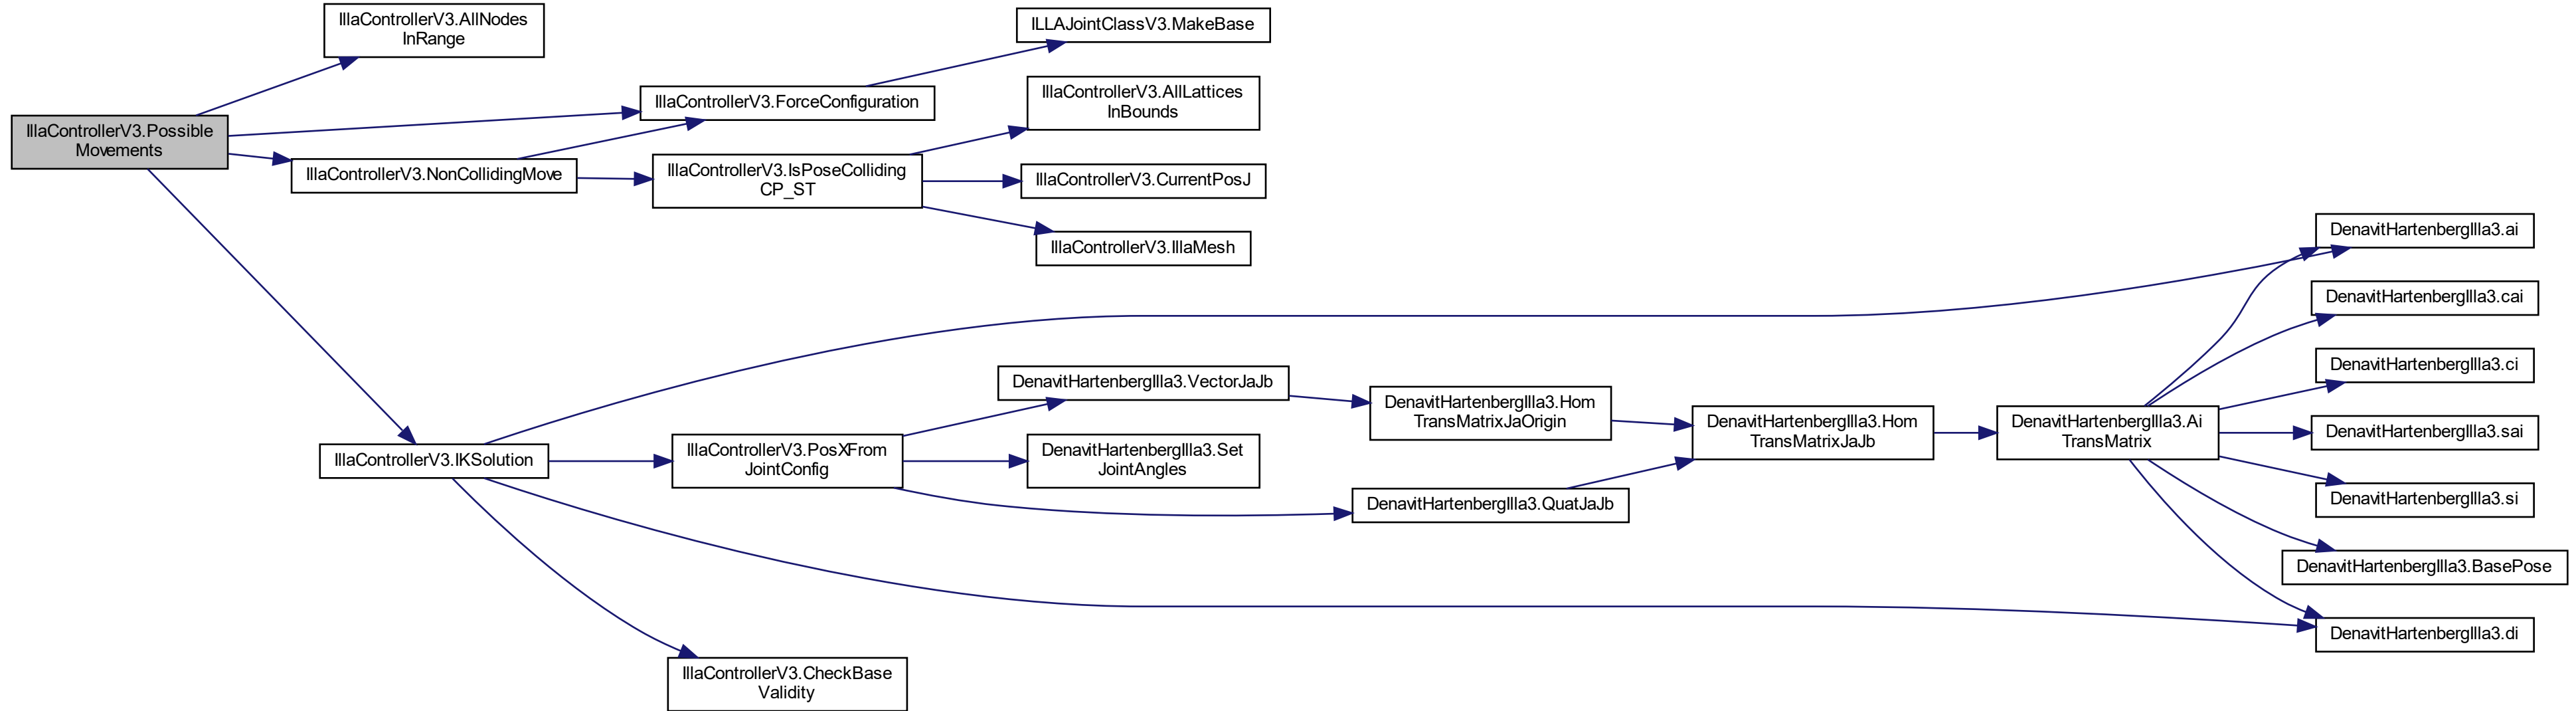 IllaControllerV3.AllNodes
InRange
ILLAJointClassV3.MakeBase
IllaControllerV3.ForceConfiguration
IllaControllerV3.AllLattices
InBounds
IllaControllerV3.Possible
Movements
IllaControllerV3.NonCollidingMove
IllaControllerV3.IsPoseColliding
CP_ST
IllaControllerV3.CurrentPosJ
IllaControllerV3.IllaMesh
DenavitHartenbergIlla3.ai
DenavitHartenbergIlla3.cai
DenavitHartenbergIlla3.ci
DenavitHartenbergIlla3.VectorJaJb
DenavitHartenbergIlla3.Hom
TransMatrixJaOrigin
DenavitHartenbergIlla3.Hom
TransMatrixJaJb
DenavitHartenbergIlla3.Ai
TransMatrix
DenavitHartenbergIlla3.sai
IllaControllerV3.IKSolution
IllaControllerV3.PosXFrom
JointConfig
DenavitHartenbergIlla3.Set
JointAngles
DenavitHartenbergIlla3.QuatJaJb
DenavitHartenbergIlla3.si
DenavitHartenbergIlla3.BasePose
DenavitHartenbergIlla3.di
IllaControllerV3.CheckBase
Validity